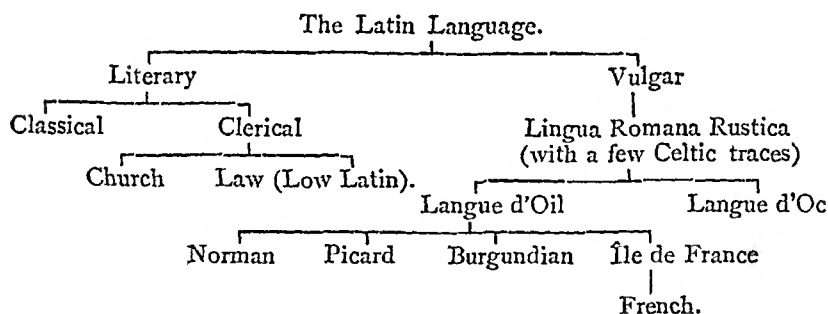 The Latin Language.
Literary Vulgar
Classical Clerical Lingua Romana Rustica
(with a few Celtic traces)
Church Law (Low Latin).
Langue d'Oil Langue d'Oc
Norman Picard Burgundian Île de France
French.